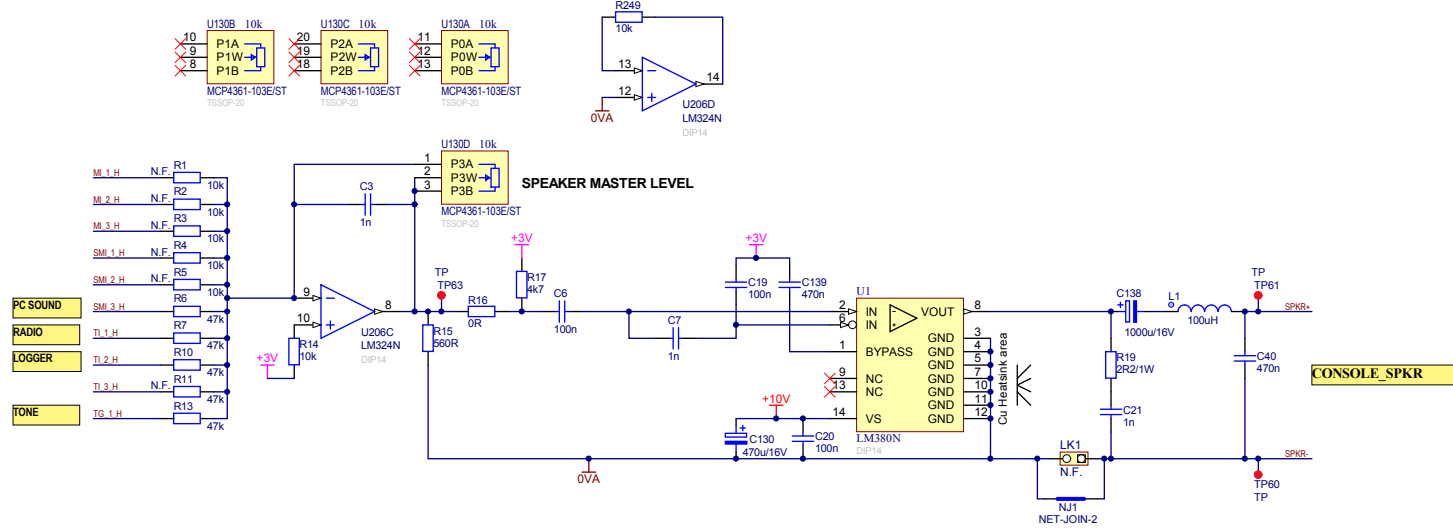 U130B 10k
10 P1A
9 P1W
8 P1B
MCP4361-103E/ST
TSSOP-20
U130C 10k
20 P2A
19 P2W
18 P2B
MCP4361-103E/ST
TSSOP-20
U130A 10k
11 P0A
12 P0W
13 P0B
MCP4361-103E/ST
TSSOP-20
R249
10k
13
12
14
0VA
U206D
LM324N
DIP14
U130D 10k
1 P3A
2 P3W
3 P3B
MCP4361-103E/ST
TSSOP-20
SPEAKER MASTER LEVEL
MI_1_H N.F. R1 10k
MI_2_H N.F. R2 10k
MI_3_H N.F. R3 10k
SMI_1_H N.F. R4 10k
SMI_2_H N.F. R5 10k
PC SOUND
SMI_3_H R6 47k
RADIO
TI_1_H R7 47k
LOGGER
TI_2_H R10 47k
TI_3_H N.F. R11 47k
TONE
TG_1_H R13 47k
C3
1n
9
10
8
U206C
LM324N
DIP14
+3V
R14
10k
TP
TP63
R15
560R
R16
0R
+3V
R17
4k7
C6
100n
C7
1n
+3V
C19
100n
C139
470n
U1
2 IN
6 IN
1 BYPASS
9 NC
13 NC
14 VS
VOUT 8
GND 3
GND 4
GND 5
GND 7
GND 10
GND 11
GND 12
LM380N
DIP14
Cu Heatsink area
+10V
C130
470u/16V
C20
100n
0VA
LK1
N.F.
NJ1
NET-JOIN-2
C138
1000u/16V
L1
100uH
R19
2R2/1W
C21
1n
TP
TP61
SPKR+
C40
470n
CONSOLE_SPKR
SPKR-
TP60
TP